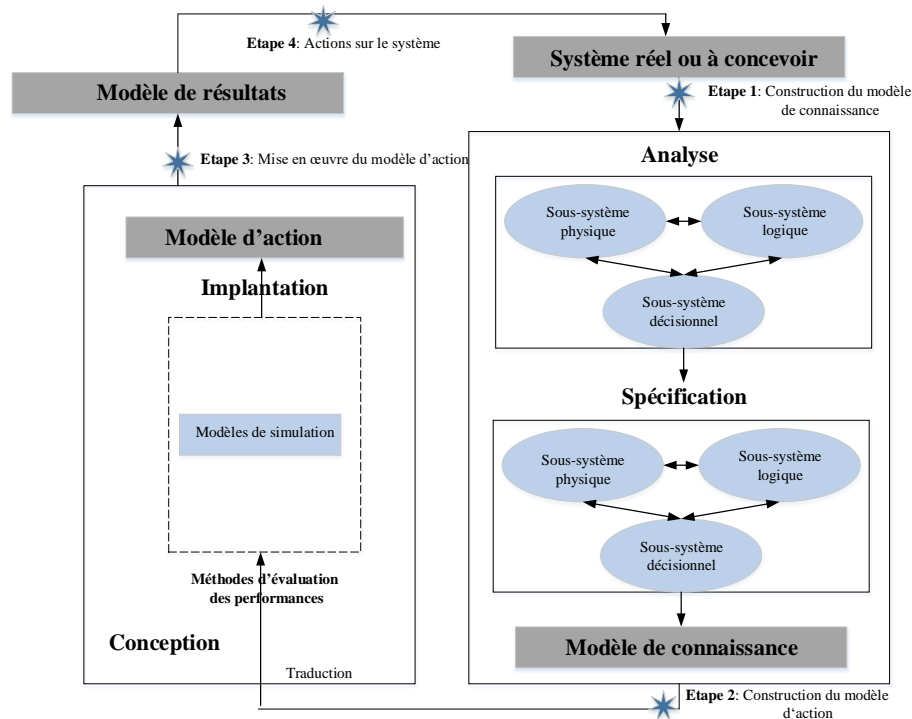 Etape 4: Actions sur le système
Système réel ou à concevoir
Modèle de résultats
Etape 1: Construction du modèle
de connaissance
Etape 3: Mise en œuvre du modèle d'action
Analyse
Sous-système
physique
Sous-système
logique
Sous-système
décisionnel
Modèle d'action
Implantation
Modèles de simulation
Spécification
Sous-système
physique
Sous-système
logique
Sous-système
décisionnel
Méthodes d'évaluation
des performances
Conception
Modèle de connaissance
Traduction
Etape 2: Construction du modèle
d'action